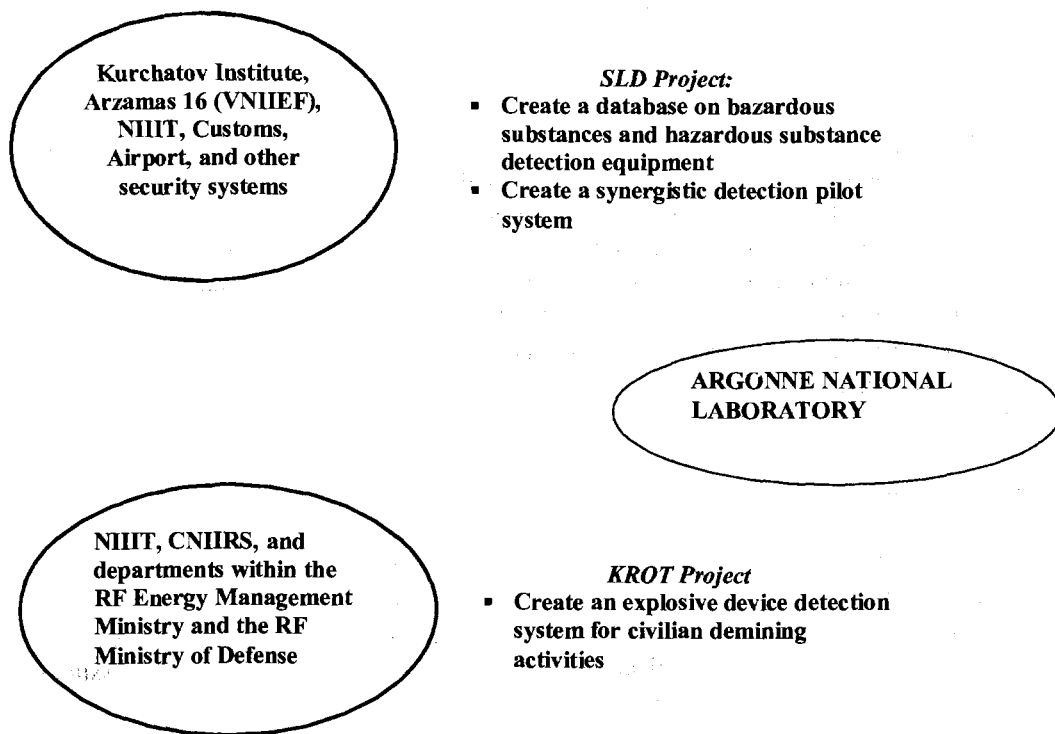 Kurchatov Institute,
Arzamas 16 (VNIIEF),
NIIIT, Customs,
Airport, and other
security systems
SLD Project:
▪ Create a database on bazardous
substances and hazardous substance
detection equipment
▪ Create a synergistic detection pilot
system
ARGONNE NATIONAL
LABORATORY
NIIIT, CNIIRS, and
departments within the
RF Energy Management
Ministry and the RF
Ministry of Defense
KROT Project
▪ Create an explosive device detection
system for civilian demining
activities